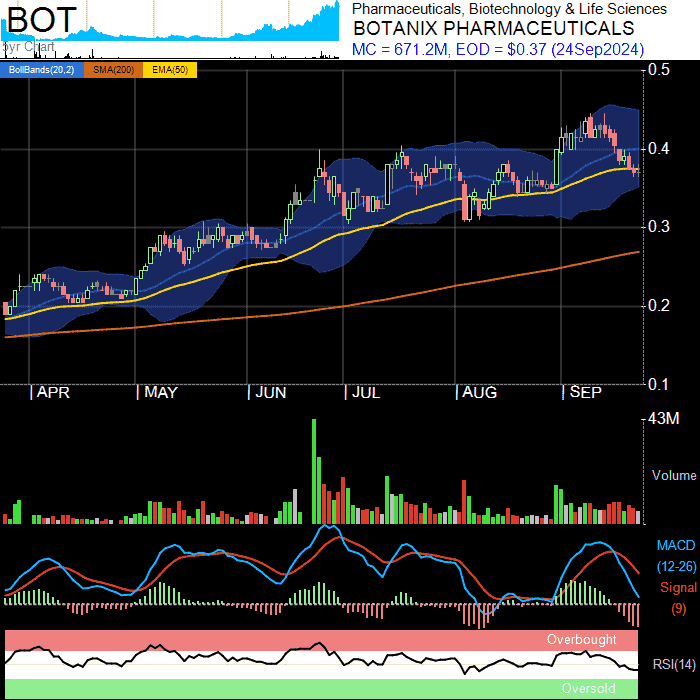 BOT
5yr Chart
Pharmaceuticals, Biotechnology & Life Sciences
BOTANIX PHARMACEUTICALS
MC = 671.2M, EOD = $0.37 (24Sep2024)
BollBands(20,2) SMA(200) EMA(50)
0.5
0.4
0.3
0.2
0.1
APR MAY JUN JUL AUG SEP
43M
Volume
MACD
(12-26)
Signal
(9)
Overbought
RSI(14)
Oversold